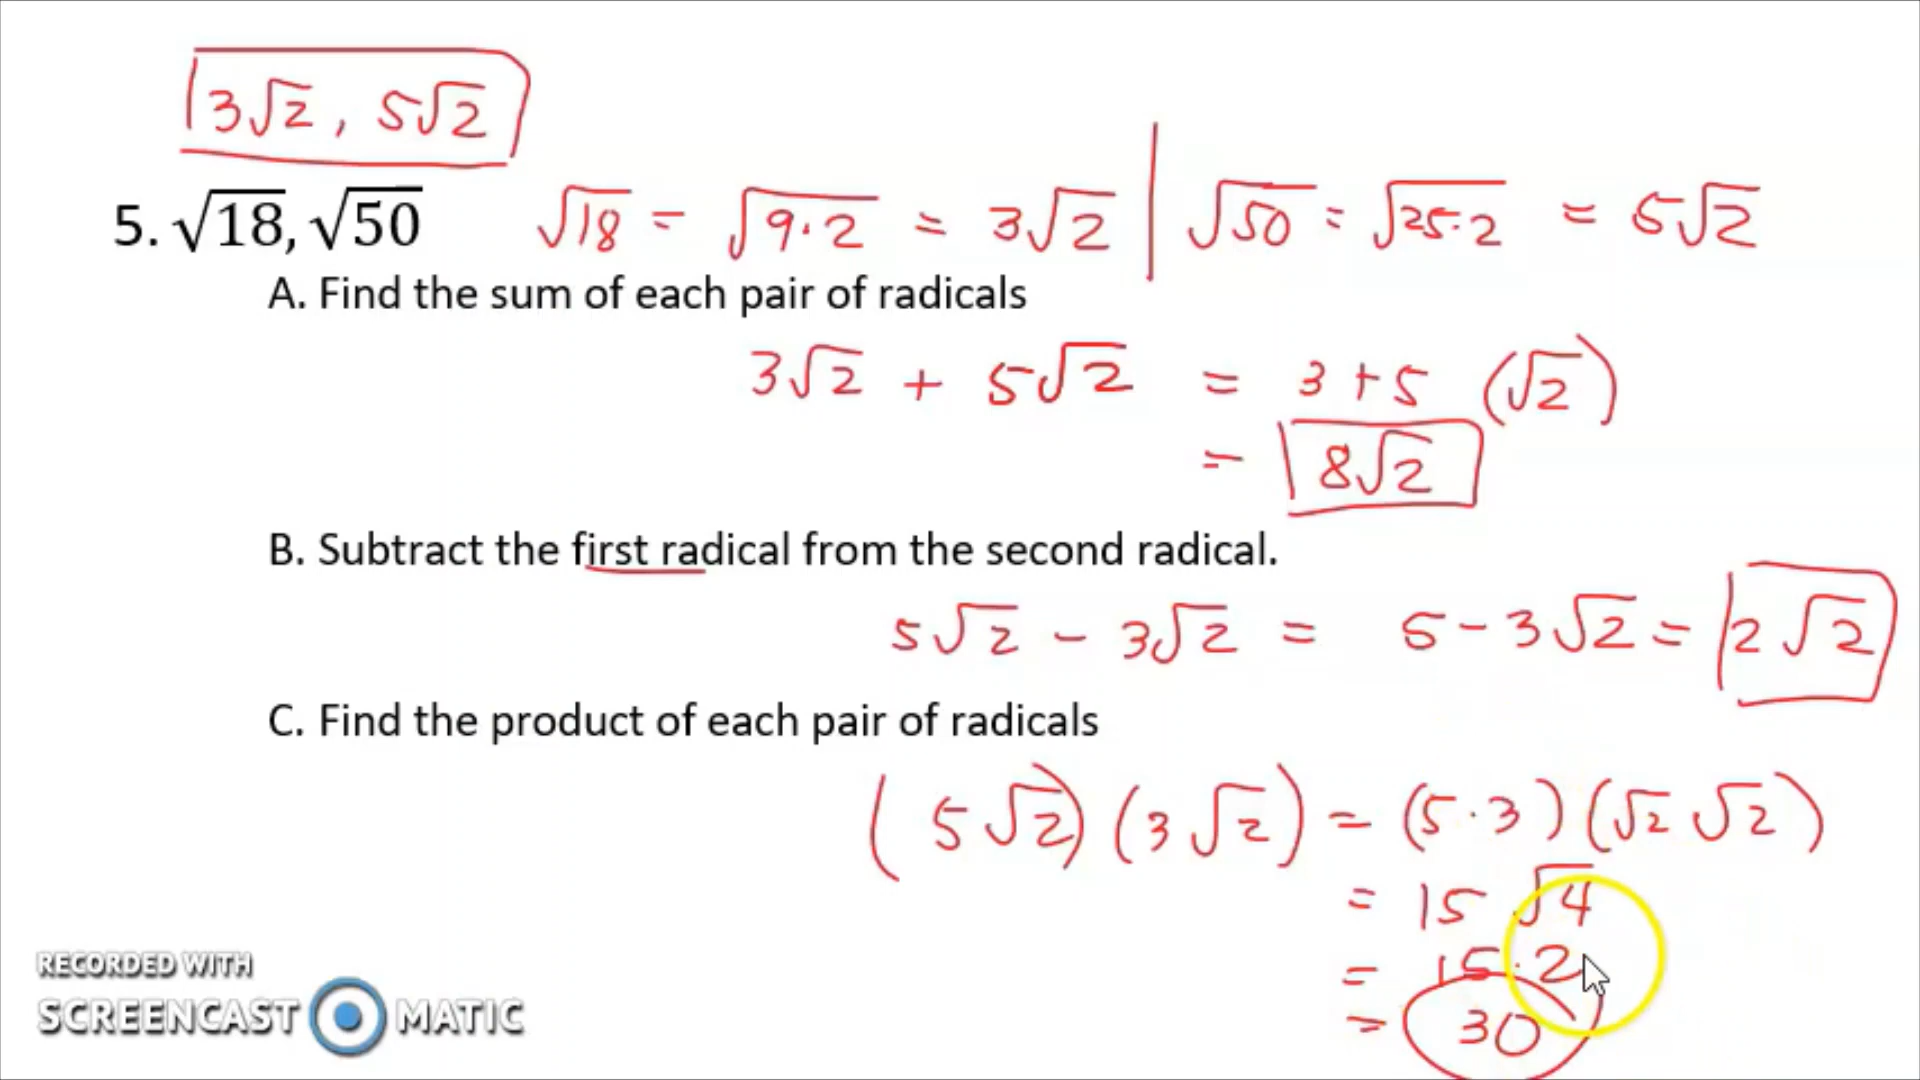 3√2, 5√2
5. √18, √50 √18 = √9·2 = 3√2 | √50 = √25·2 = 5√2
A. Find the sum of each pair of radicals
3√2 + 5√2 = 3+5 (√2)
= 8√2
B. Subtract the first radical from the second radical.
5√2 - 3√2 = 5-3√2 = 2√2
C. Find the product of each pair of radicals
(5√2)(3√2) = (5·3)(√2 √2)
= 15 √4
= 15·2
= 30
RECORDED WITH
SCREENCAST MATIC